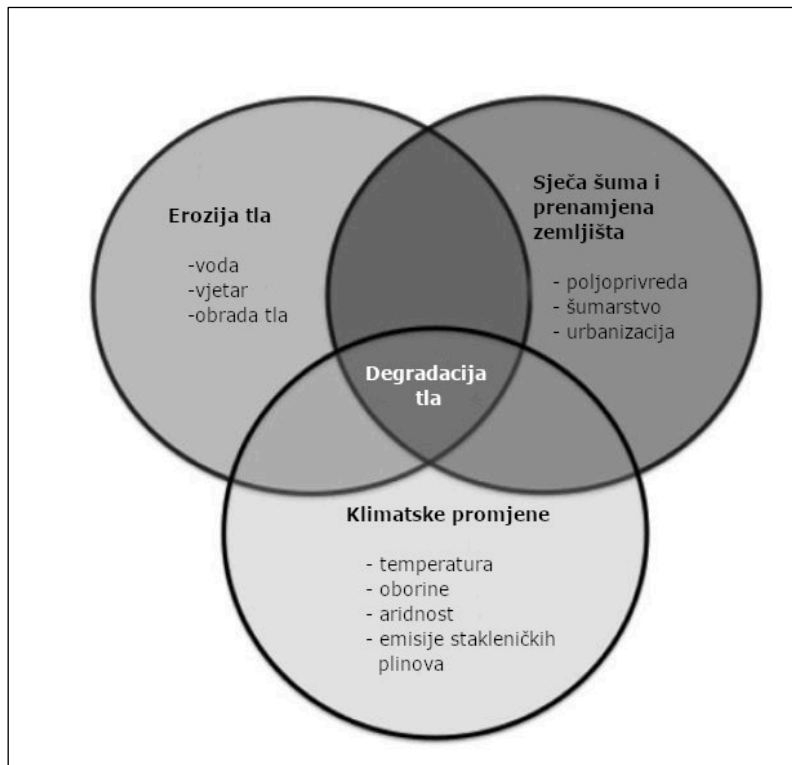 Erozija tla
-voda
-vjetar
-obrada tla
Sječa šuma i
prenamjena
zemljišta
- poljoprivreda
- šumarstvo
- urbanizacija
Degradacija
tla
Klimatske promjene
- temperatura
- oborine
- aridnost
- emisije stakleničkih
plinova